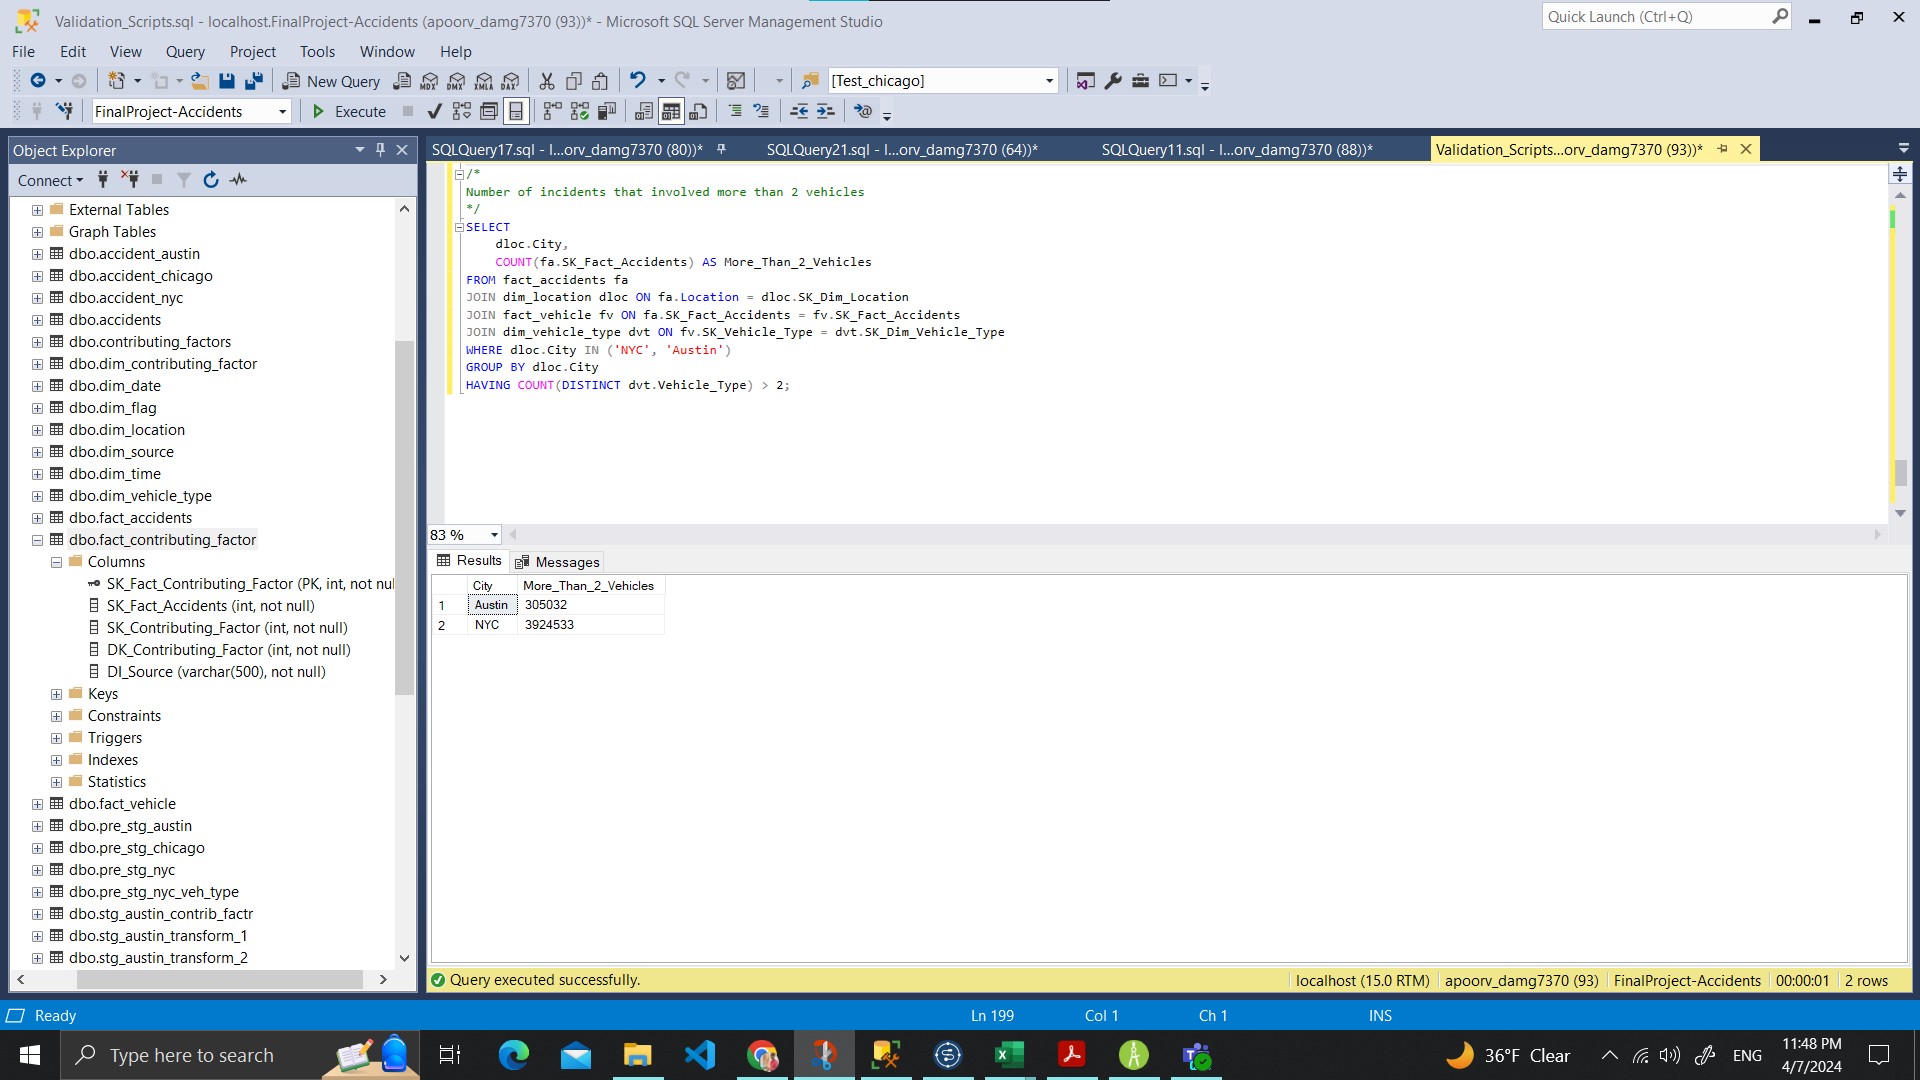 Validation_Scripts.sql - localhost.FinalProject-Accidents (apoorv_damg7370 (93))* - Microsoft SQL Server Management Studio
Quick Launch (Ctrl+Q)
File Edit View Query Project Tools Window Help
New Query MDX DMX XMLA DAX [Test_chicago]
FinalProject-Accidents Execute
Object Explorer
SQLQuery17.sql - l...orv_damg7370 (80))* SQLQuery21.sql - l...orv_damg7370 (64))* SQLQuery11.sql - l...orv_damg7370 (88))* Validation_Scripts...orv_damg7370 (93))*
Connect
External Tables
Graph Tables
dbo.accident_austin
dbo.accident_chicago
dbo.accident_nyc
dbo.accidents
dbo.contributing_factors
dbo.dim_contributing_factor
dbo.dim_date
dbo.dim_flag
dbo.dim_location
dbo.dim_source
dbo.dim_time
dbo.dim_vehicle_type
dbo.fact_accidents
dbo.fact_contributing_factor
Columns
SK_Fact_Contributing_Factor (PK, int, not nul
SK_Fact_Accidents (int, not null)
SK_Contributing_Factor (int, not null)
DK_Contributing_Factor (int, not null)
DI_Source (varchar(500), not null)
Keys
Constraints
Triggers
Indexes
Statistics
dbo.fact_vehicle
dbo.pre_stg_austin
dbo.pre_stg_chicago
dbo.pre_stg_nyc
dbo.pre_stg_nyc_veh_type
dbo.stg_austin_contrib_factr
dbo.stg_austin_transform_1
dbo.stg_austin_transform_2
/*
Number of incidents that involved more than 2 vehicles
*/
SELECT
dloc.City,
COUNT(fa.SK_Fact_Accidents) AS More_Than_2_Vehicles
FROM fact_accidents fa
JOIN dim_location dloc ON fa.Location = dloc.SK_Dim_Location
JOIN fact_vehicle fv ON fa.SK_Fact_Accidents = fv.SK_Fact_Accidents
JOIN dim_vehicle_type dvt ON fv.SK_Vehicle_Type = dvt.SK_Dim_Vehicle_Type
WHERE dloc.City IN ('NYC', 'Austin')
GROUP BY dloc.City
HAVING COUNT(DISTINCT dvt.Vehicle_Type) > 2;
83 %
Results Messages
City More_Than_2_Vehicles
1 Austin 305032
2 NYC 3924533
Query executed successfully. localhost (15.0 RTM) apoorv_damg7370 (93) FinalProject-Accidents 00:00:01 2 rows
Ready Ln 199 Col 1 Ch 1 INS
Type here to search 36°F Clear ENG 11:48 PM
4/7/2024